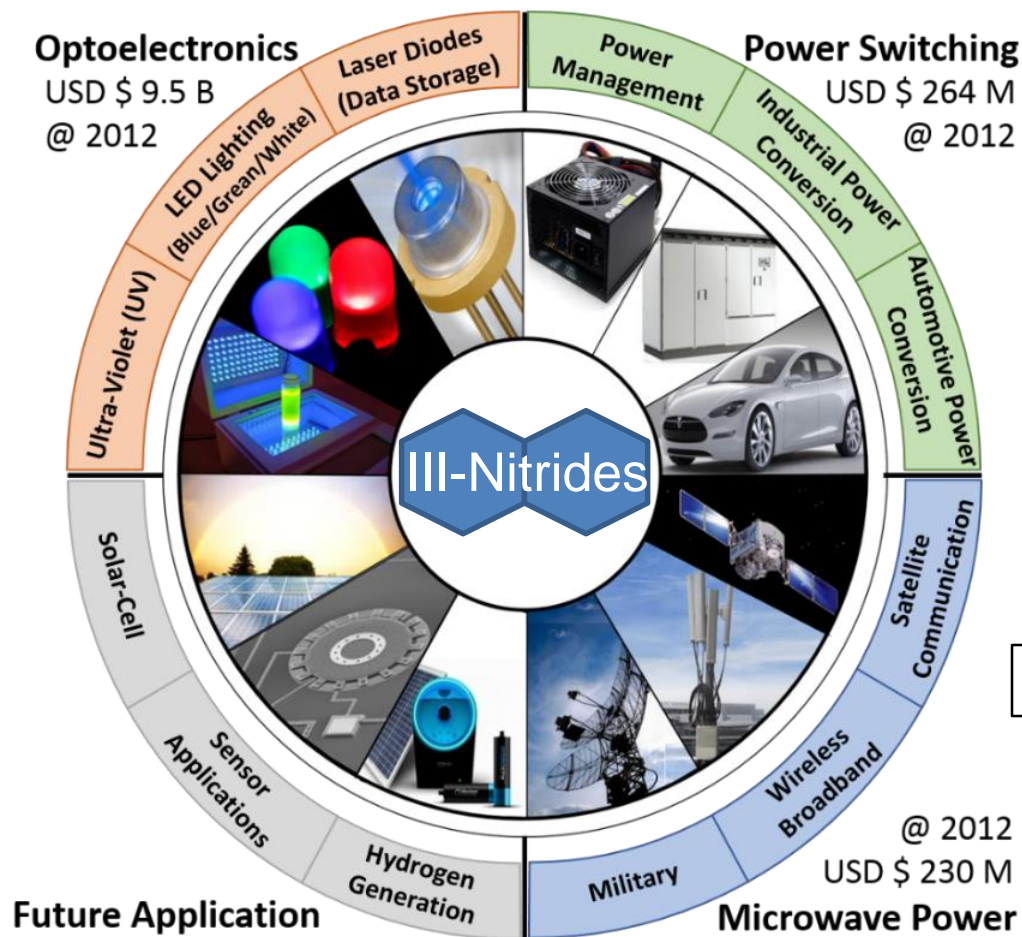 Optoelectronics
USD $ 9.5 B
@ 2012
Power Switching
USD $ 264 M
@ 2012
Laser Diodes
(Data Storage)
LED Lighting
(Blue/Grean/White)
Ultra-Violet (UV)
Power
Management
Industrial Power
Conversion
Automotive Power
Conversion
III-Nitrides
Solar-Cell
Sensor
Applications
Hydrogen
Generation
Satellite
Communication
Wireless
Broadband
Military
Future Application
@ 2012
USD $ 230 M
Microwave Power